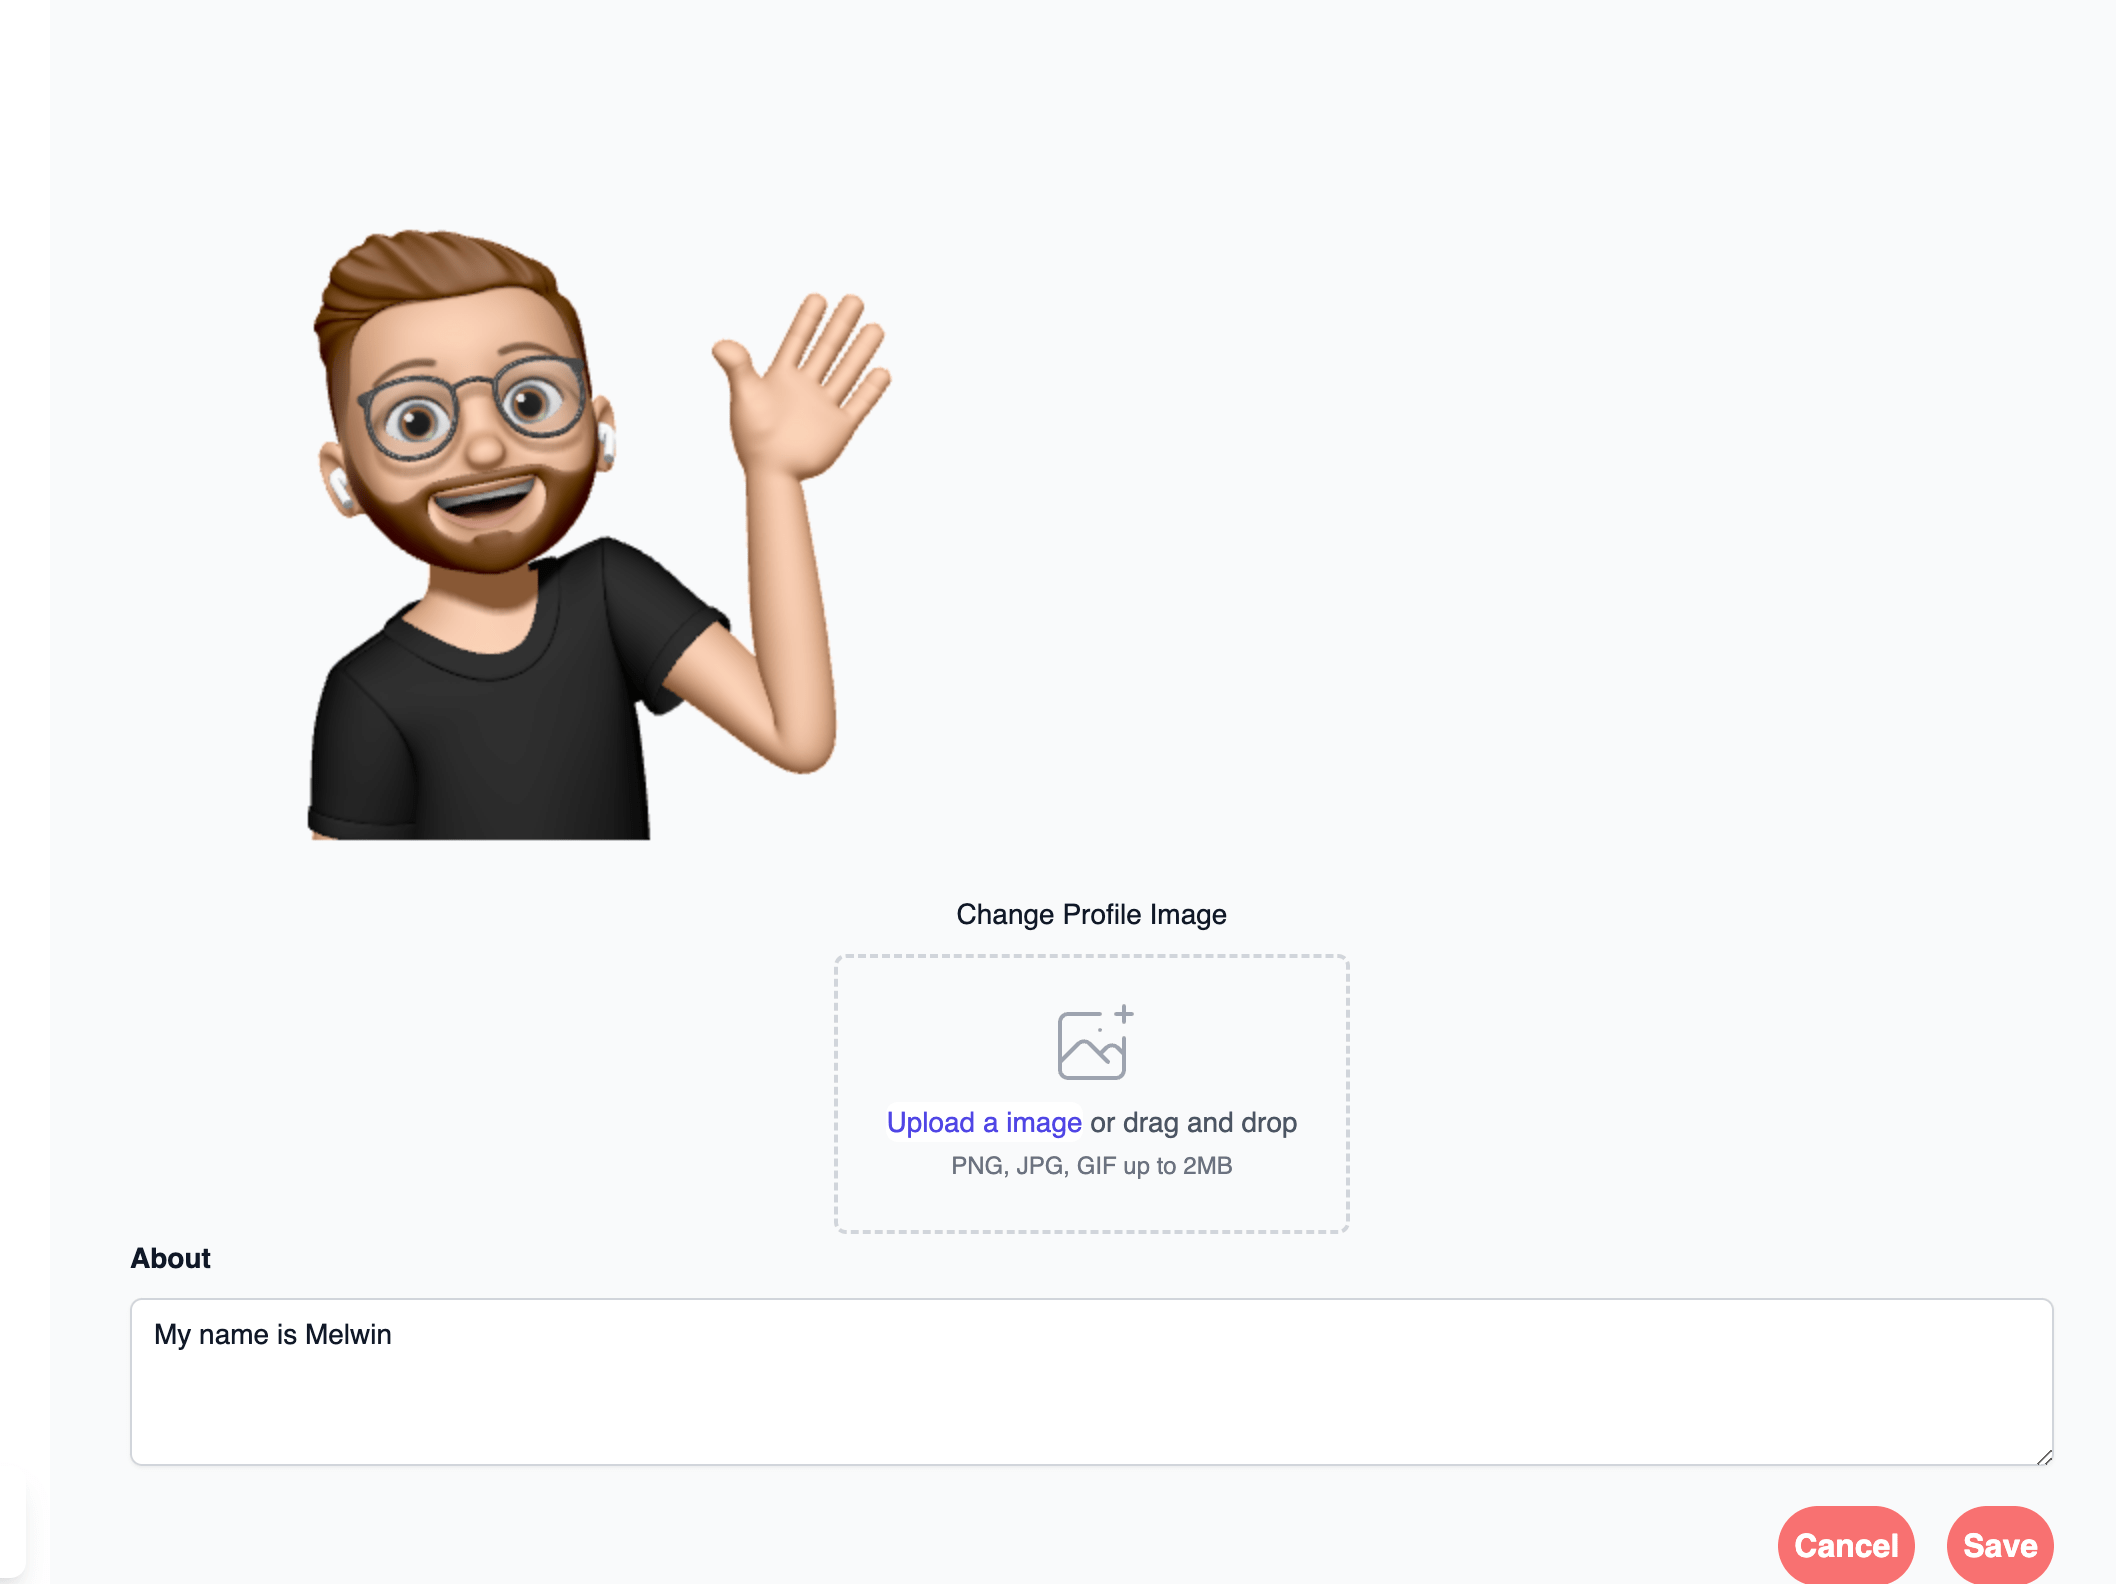 Change Profile Image
Upload a image or drag and drop
PNG, JPG, GIF up to 2MB
About
My name is Melwin
Cancel Save